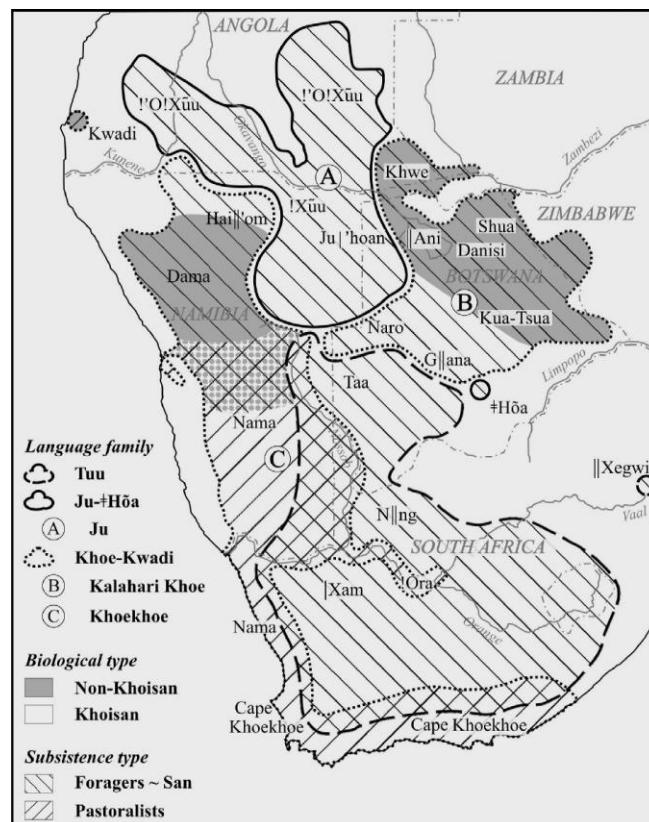 ANGOLA
ZAMBIA
!'O!Xũu
!'O!Xũu
Kwadi
Okavango
Zambezi
Kunene
A
Khwe
ZIMBABWE
!Xũu
Hai‖'om
Shua
Ju|'hoan
‖Ani
Danisi
Dama
BOTSWANA
B
NAMIBIA
Kua-Tsua
Naro
G‖ana
Limpopo
Taa
ǂHõa
Nama
C
‖Xegwi
Vaal
N‖ng
SOUTH AFRICA
!Ora
|Xam
Orange
Nama
Cape
Khoekhoe
Cape Khoekhoe
Language family
Tuu
Ju-ǂHõa
A Ju
Khoe-Kwadi
B Kalahari Khoe
C Khoekhoe
Biological type
Non-Khoisan
Khoisan
Subsistence type
Foragers ~ San
Pastoralists